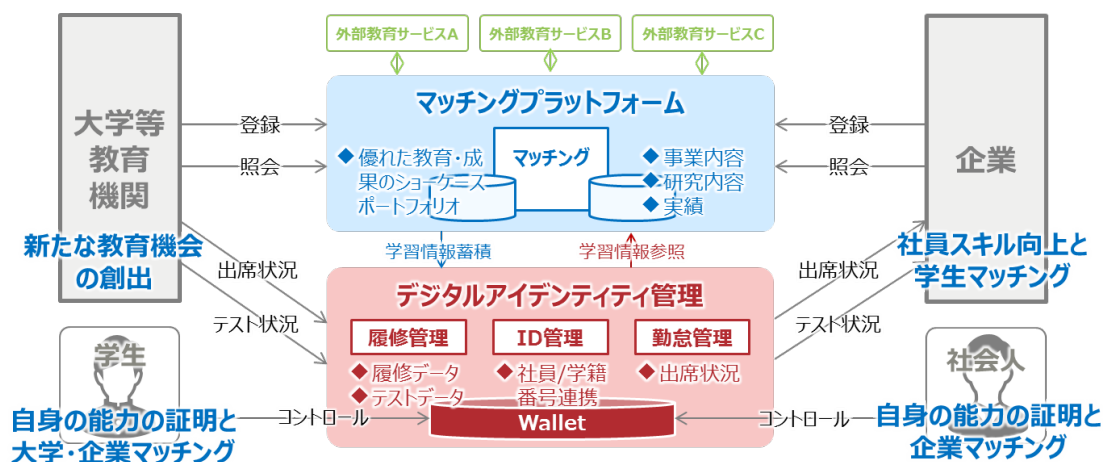 外部教育サービスA
外部教育サービスB
外部教育サービスC
マッチングプラットフォーム
マッチング
◆ 優れた教育・成
果のショーケース
ポートフォリオ
◆ 事業内容
◆ 研究内容
◆ 実績
大学等
教育
機関
新たな教育機会
の創出
登録
照会
登録
照会
企業
社員スキル向上と
学生マッチング
学習情報蓄積
学習情報参照
出席状況
テスト状況
出席状況
テスト状況
デジタルアイデンティティ管理
履修管理
◆ 履修データ
◆ テストデータ
ID管理
◆ 社員/学籍
番号連携
勤怠管理
◆ 出席状況
Wallet
学生
自身の能力の証明と
大学・企業マッチング
コントロール
コントロール
社会人
自身の能力の証明と
企業マッチング